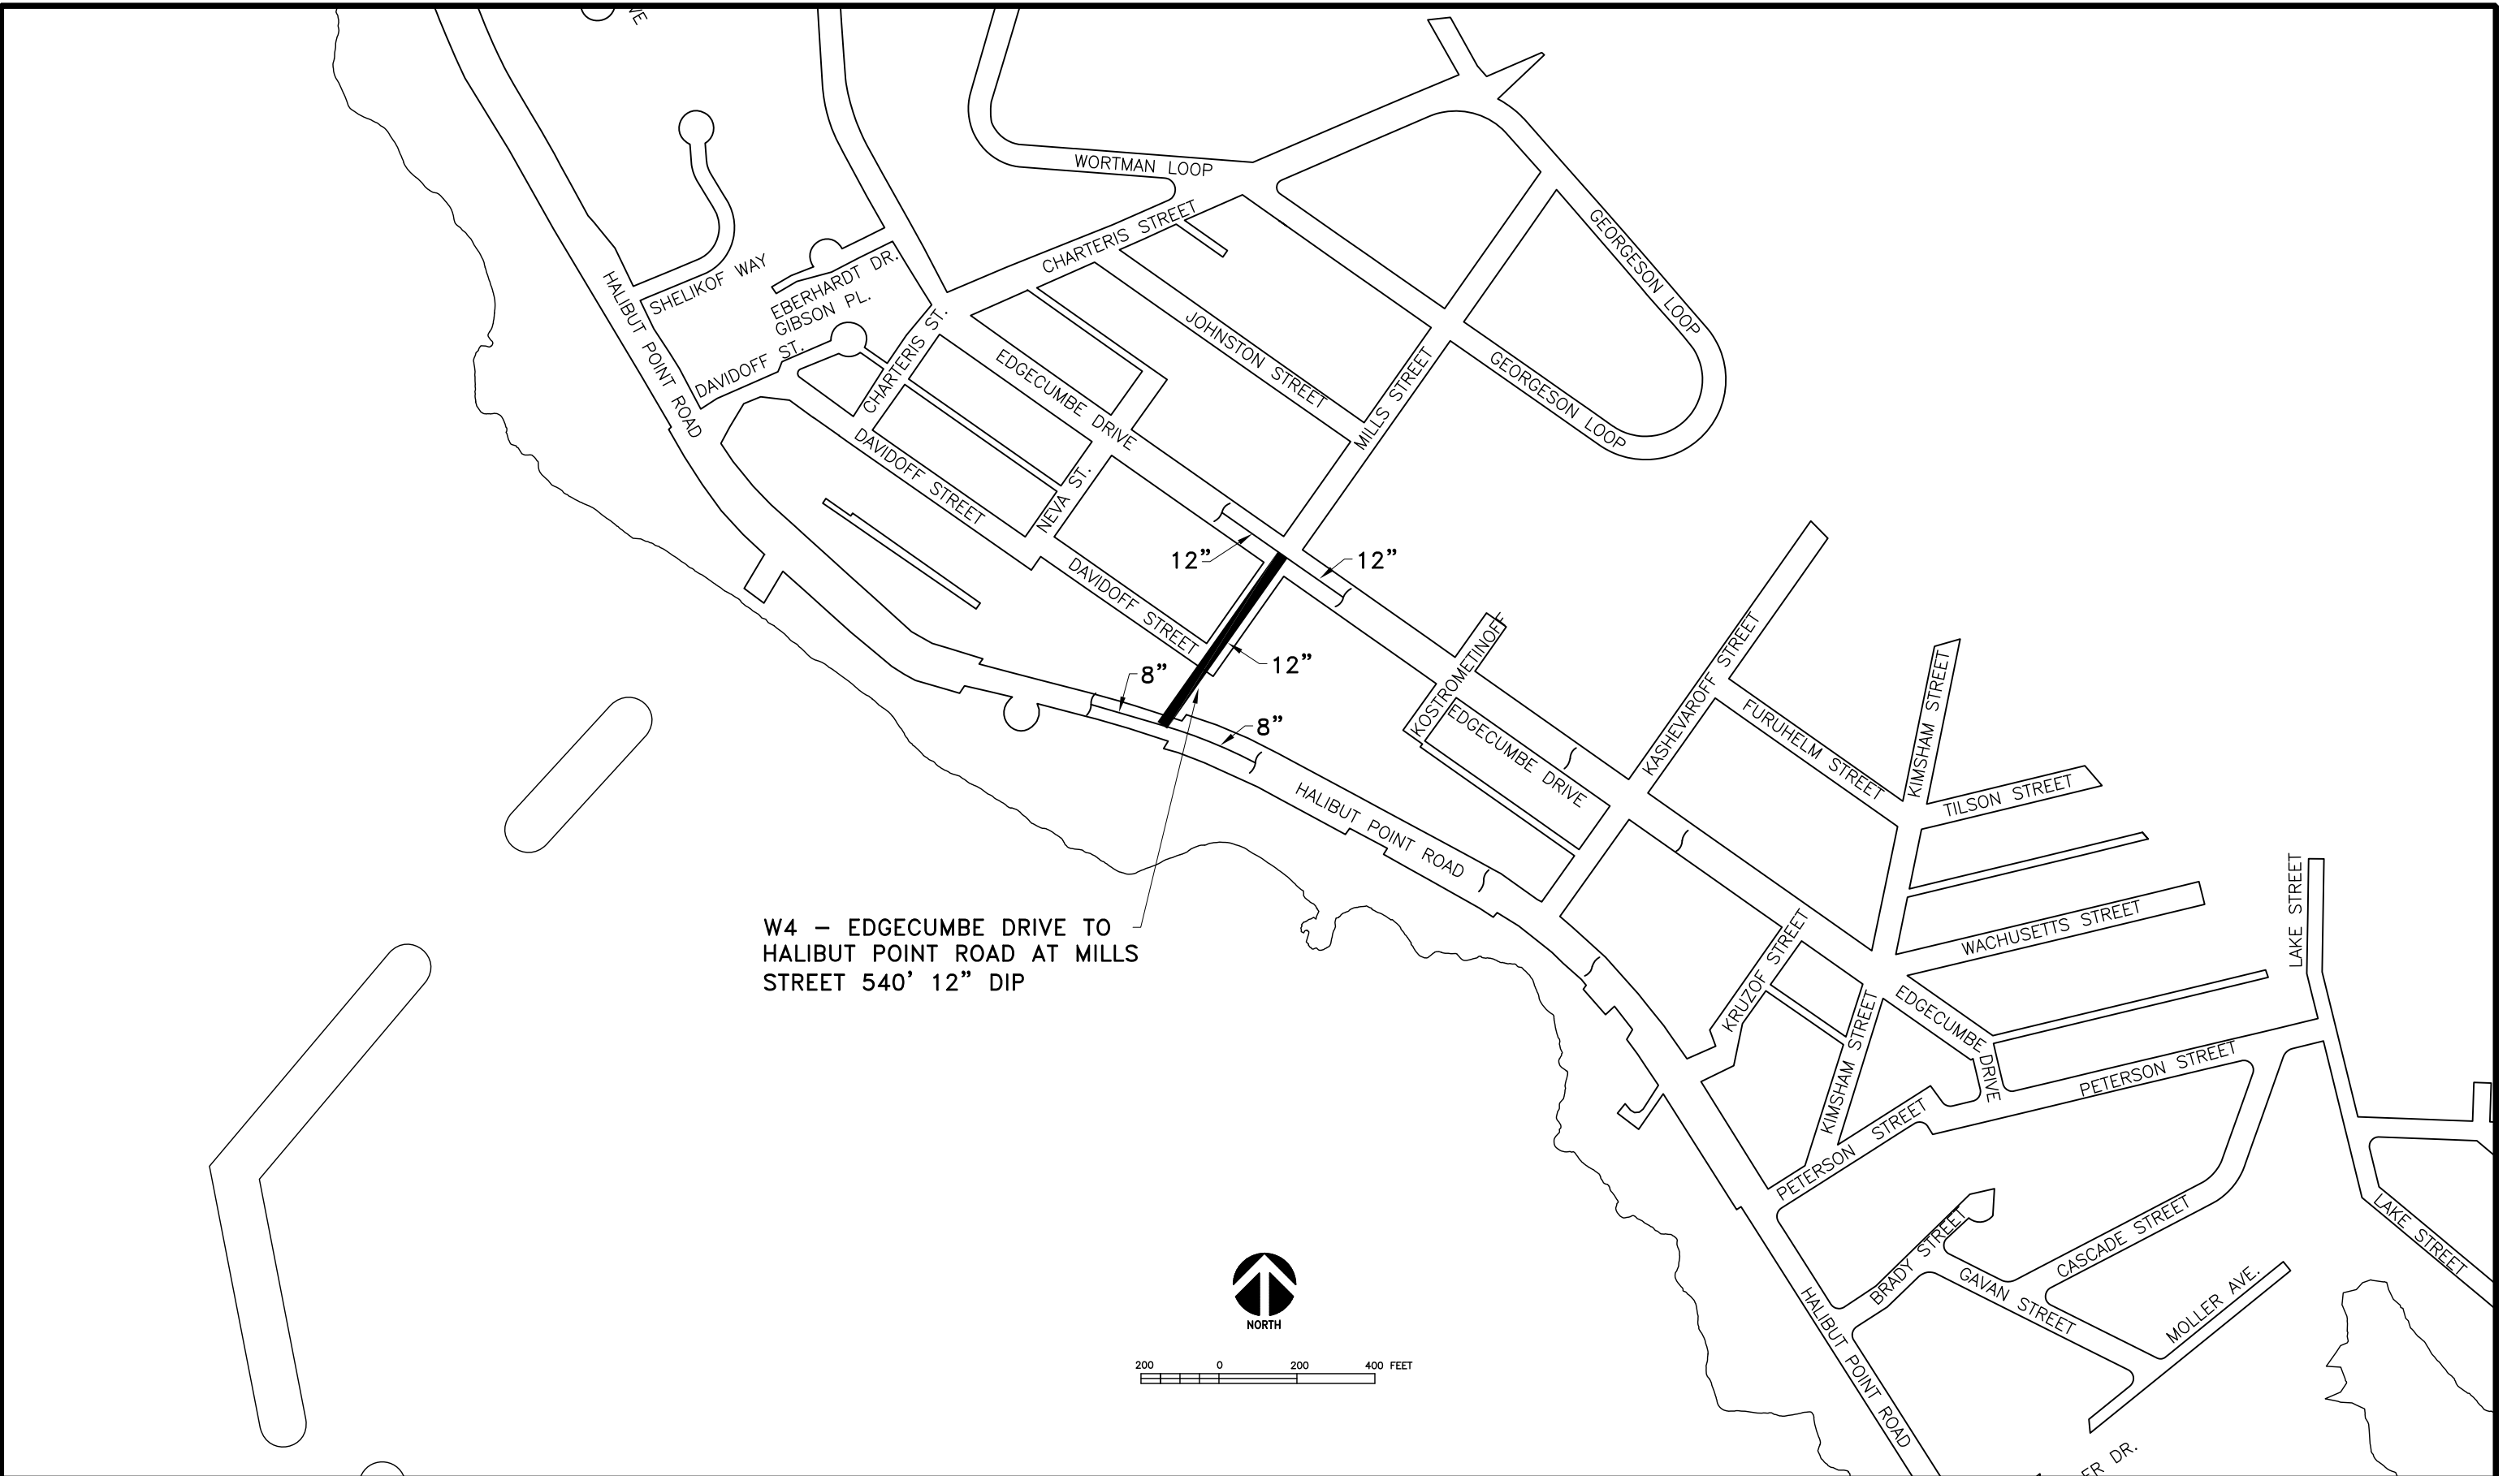 WORTMAN LOOP
CHARTERIS STREET
GEORGESON LOOP
SHELIKOF WAY
HALIBUT POINT ROAD
EBERHARDT DR.
GIBSON PL.
DAVIDOFF ST.
CHARTERIS ST.
JOHNSTON STREET
EDGECUMBE DRIVE
MILLS STREET
GEORGESON LOOP
DAVIDOFF STREET
NEVA ST.
12"
12"
DAVIDOFF STREET
12"
8"
8"
KOSTROMETINOFF
EDGECUMBE DRIVE
KASHEVAROFF STREET
FURUHELM STREET
KIMSHAM STREET
TILSON STREET
HALIBUT POINT ROAD
W4 – EDGECUMBE DRIVE TO
HALIBUT POINT ROAD AT MILLS
STREET 540' 12" DIP
WACHUSETTS STREET
LAKE STREET
KRUZOF STREET
EDGECUMBE DRIVE
KIMSHAM STREET
PETERSON STREET
PETERSON STREET
BRADY STREET
CASCADE STREET
LAKE STREET
GAVAN STREET
MOLLER AVE.
HALIBUT POINT ROAD
NORTH
200 0 200 400 FEET
DR.